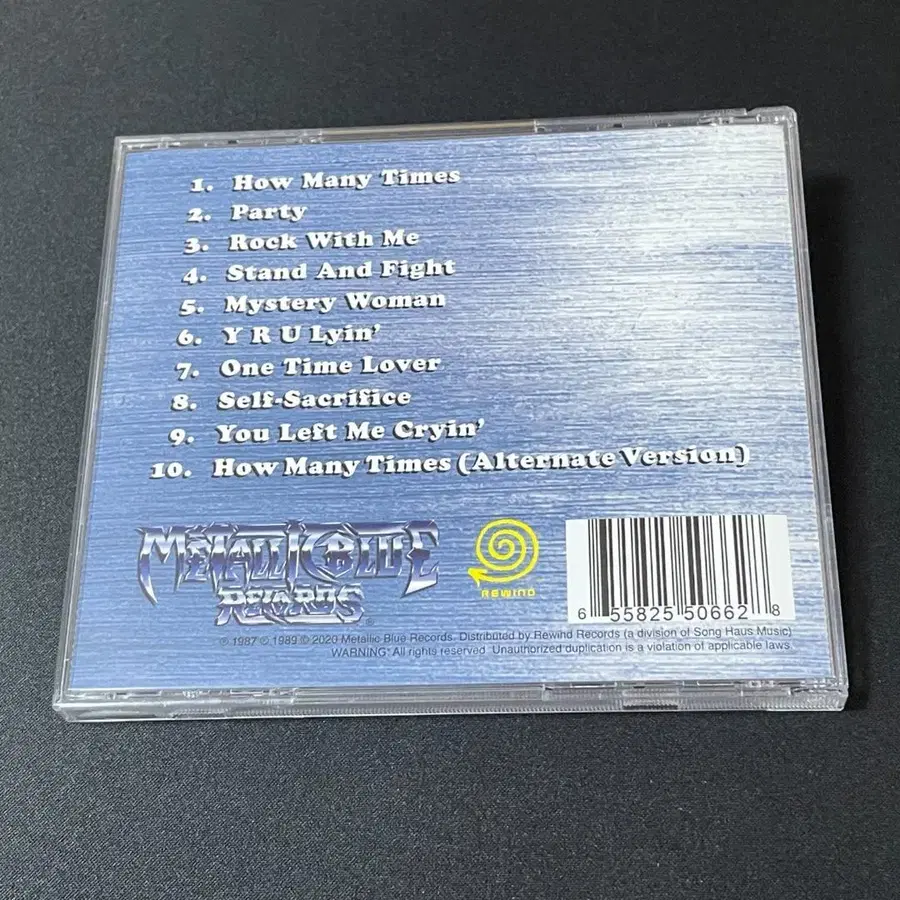 1. How Many Times
2. Party
3. Rock With Me
4. Stand And Fight
5. Mystery Woman
6. Y R U Lyin'
7. One Time Lover
8. Self-Sacrifice
9. You Left Me Cryin'
10. How Many Times (Alternate Version)
METALLIC BLUE
RECORDS
REWIND
6 55825 50662 8
℗ 1987 © 1989 © 2020 Metallic Blue Records. Distributed by Rewind Records (a division of Song Haus Music)
WARNING: All rights reserved. Unauthorized duplication is a violation of applicable laws.